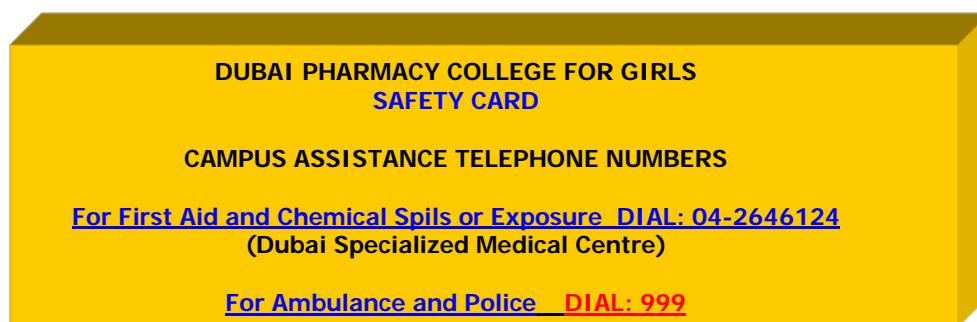 DUBAI PHARMACY COLLEGE FOR GIRLS
SAFETY CARD
CAMPUS ASSISTANCE TELEPHONE NUMBERS
For First Aid and Chemical Spils or Exposure DIAL: 04-2646124
(Dubai Specialized Medical Centre)
For Ambulance and Police DIAL: 999